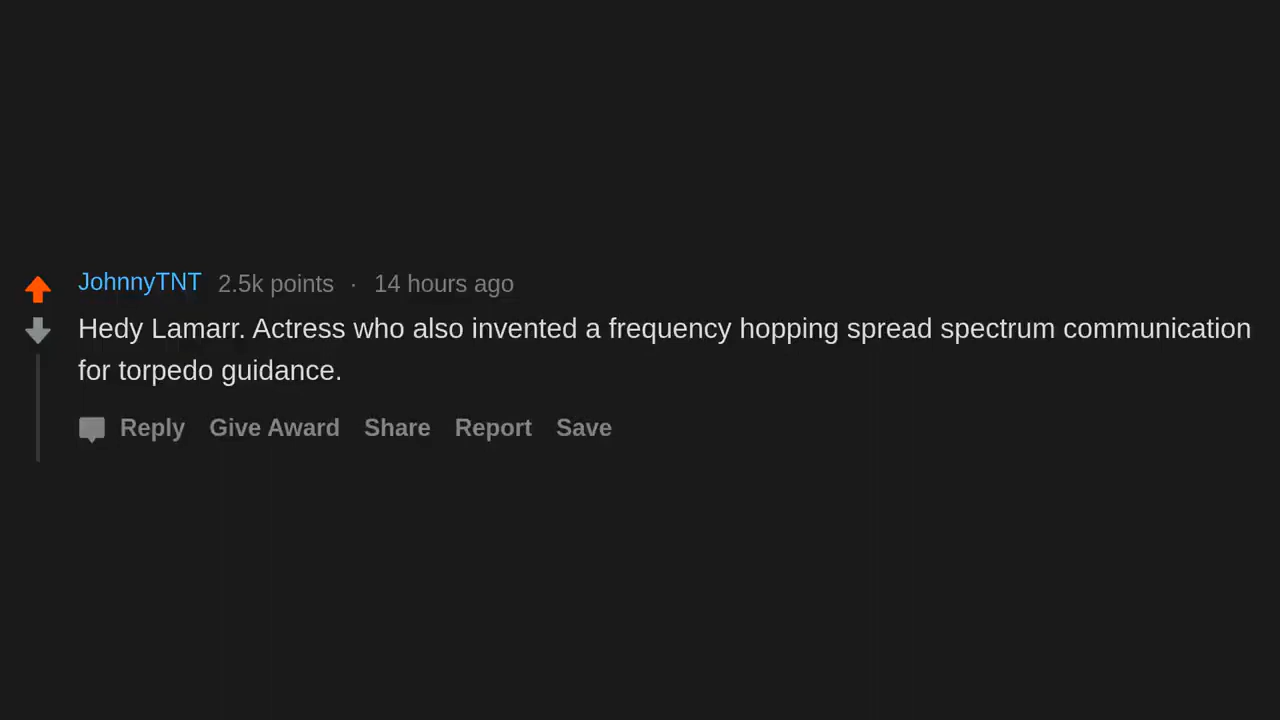 JohnnyTNT 2.5k points · 14 hours ago
Hedy Lamarr. Actress who also invented a frequency hopping spread spectrum communication
for torpedo guidance.
Reply Give Award Share Report Save